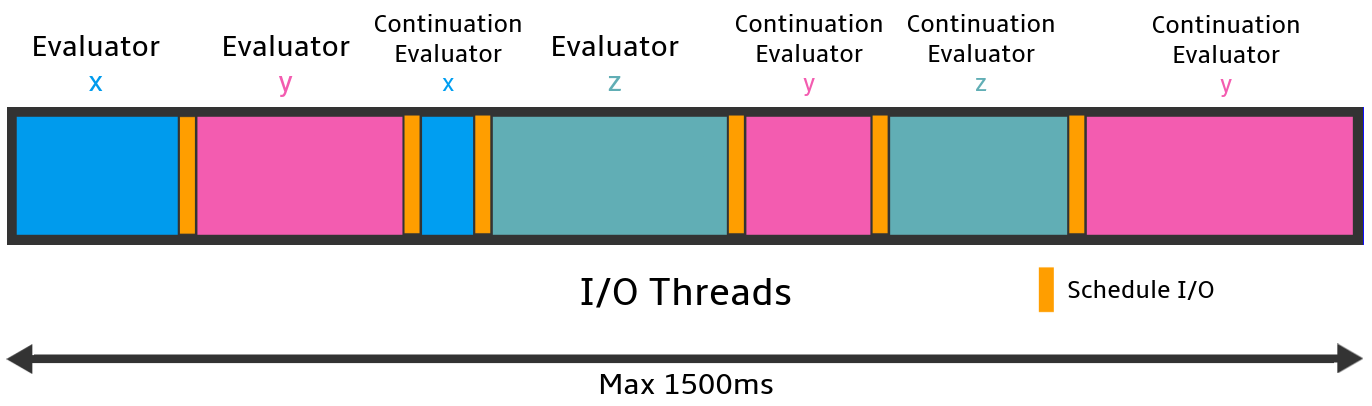 Evaluator
x
Evaluator
y
Continuation
Evaluator
x
Evaluator
z
Continuation
Evaluator
y
Continuation
Evaluator
z
Continuation
Evaluator
y
I/O Threads
Schedule I/O
Max 1500ms